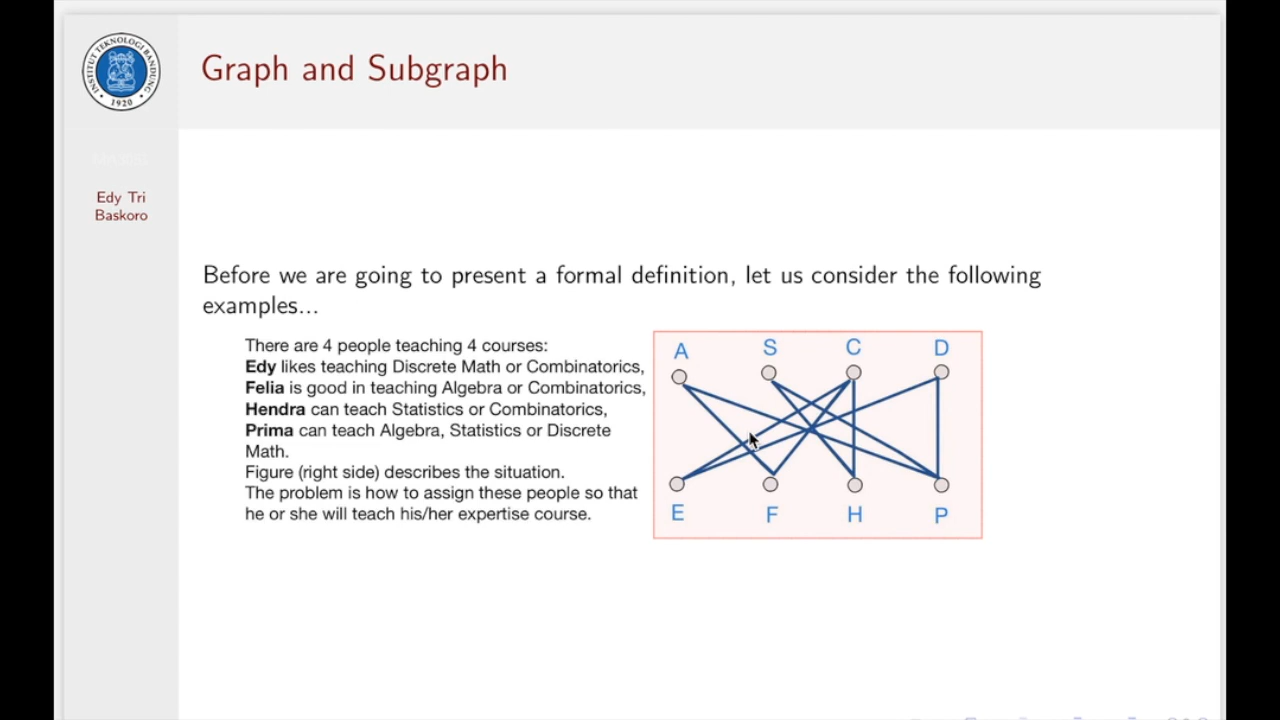 INSTITUT TEKNOLOGI BANDUNG
1920
Graph and Subgraph
Edy Tri
Baskoro
Before we are going to present a formal definition, let us consider the following
examples...
There are 4 people teaching 4 courses:
Edy likes teaching Discrete Math or Combinatorics,
Felia is good in teaching Algebra or Combinatorics,
Hendra can teach Statistics or Combinatorics,
Prima can teach Algebra, Statistics or Discrete
Math.
Figure (right side) describes the situation.
The problem is how to assign these people so that
he or she will teach his/her expertise course.
A S C D
E F H P